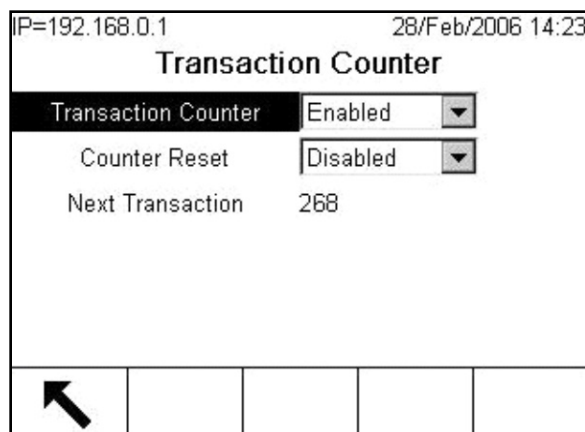 IP=192.168.0.1 28/Feb/2006 14:23
Transaction Counter
Transaction Counter Enabled
Counter Reset Disabled
Next Transaction 268